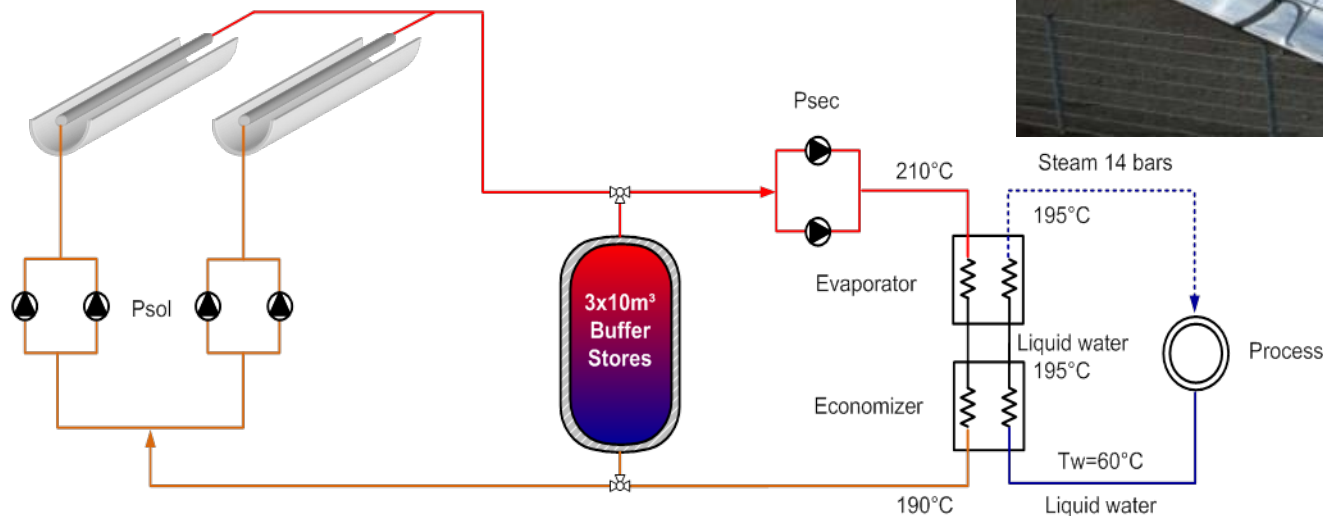 Psec
Steam 14 bars
210°C
195°C
Evaporator
3x10m³
Buffer
Stores
Psol
Liquid water
195°C
Process
Economizer
Tw=60°C
190°C
Liquid water